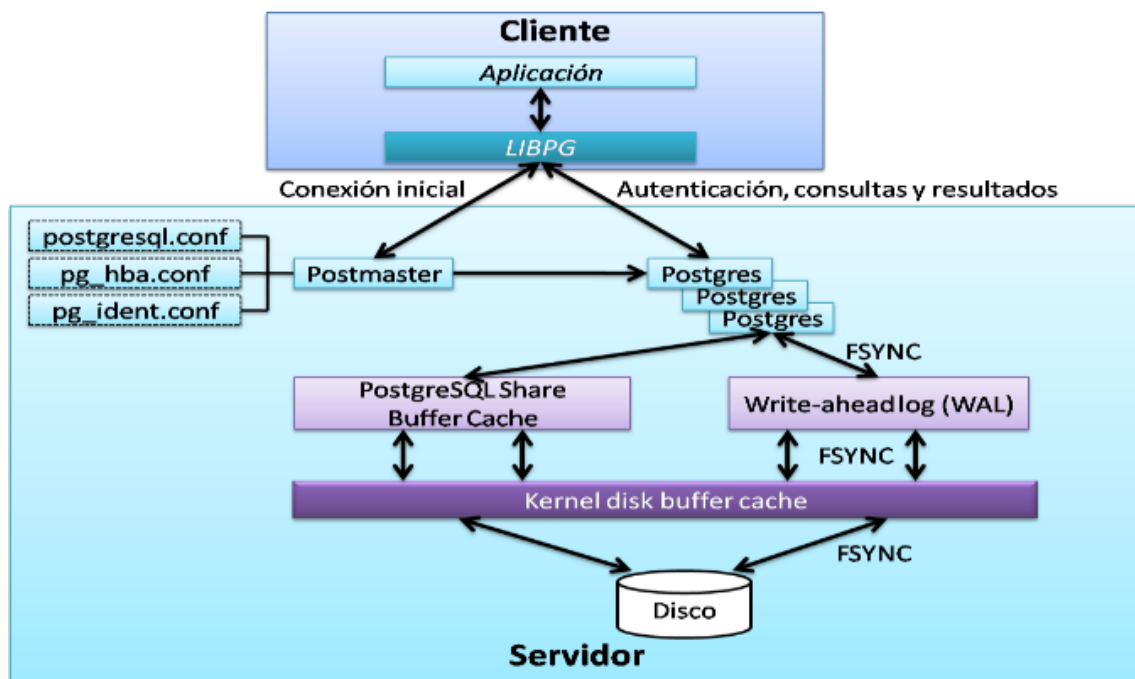 Cliente
Aplicación
LIBPG
Conexión inicial
Autenticación, consultas y resultados
postgresql.conf
pg_hba.conf
pg_ident.conf
Postmaster
Postgres
Postgres
Postgres
FSYNC
PostgreSQL Share
Buffer Cache
Write-ahead log (WAL)
FSYNC
Kernel disk buffer cache
FSYNC
Disco
Servidor